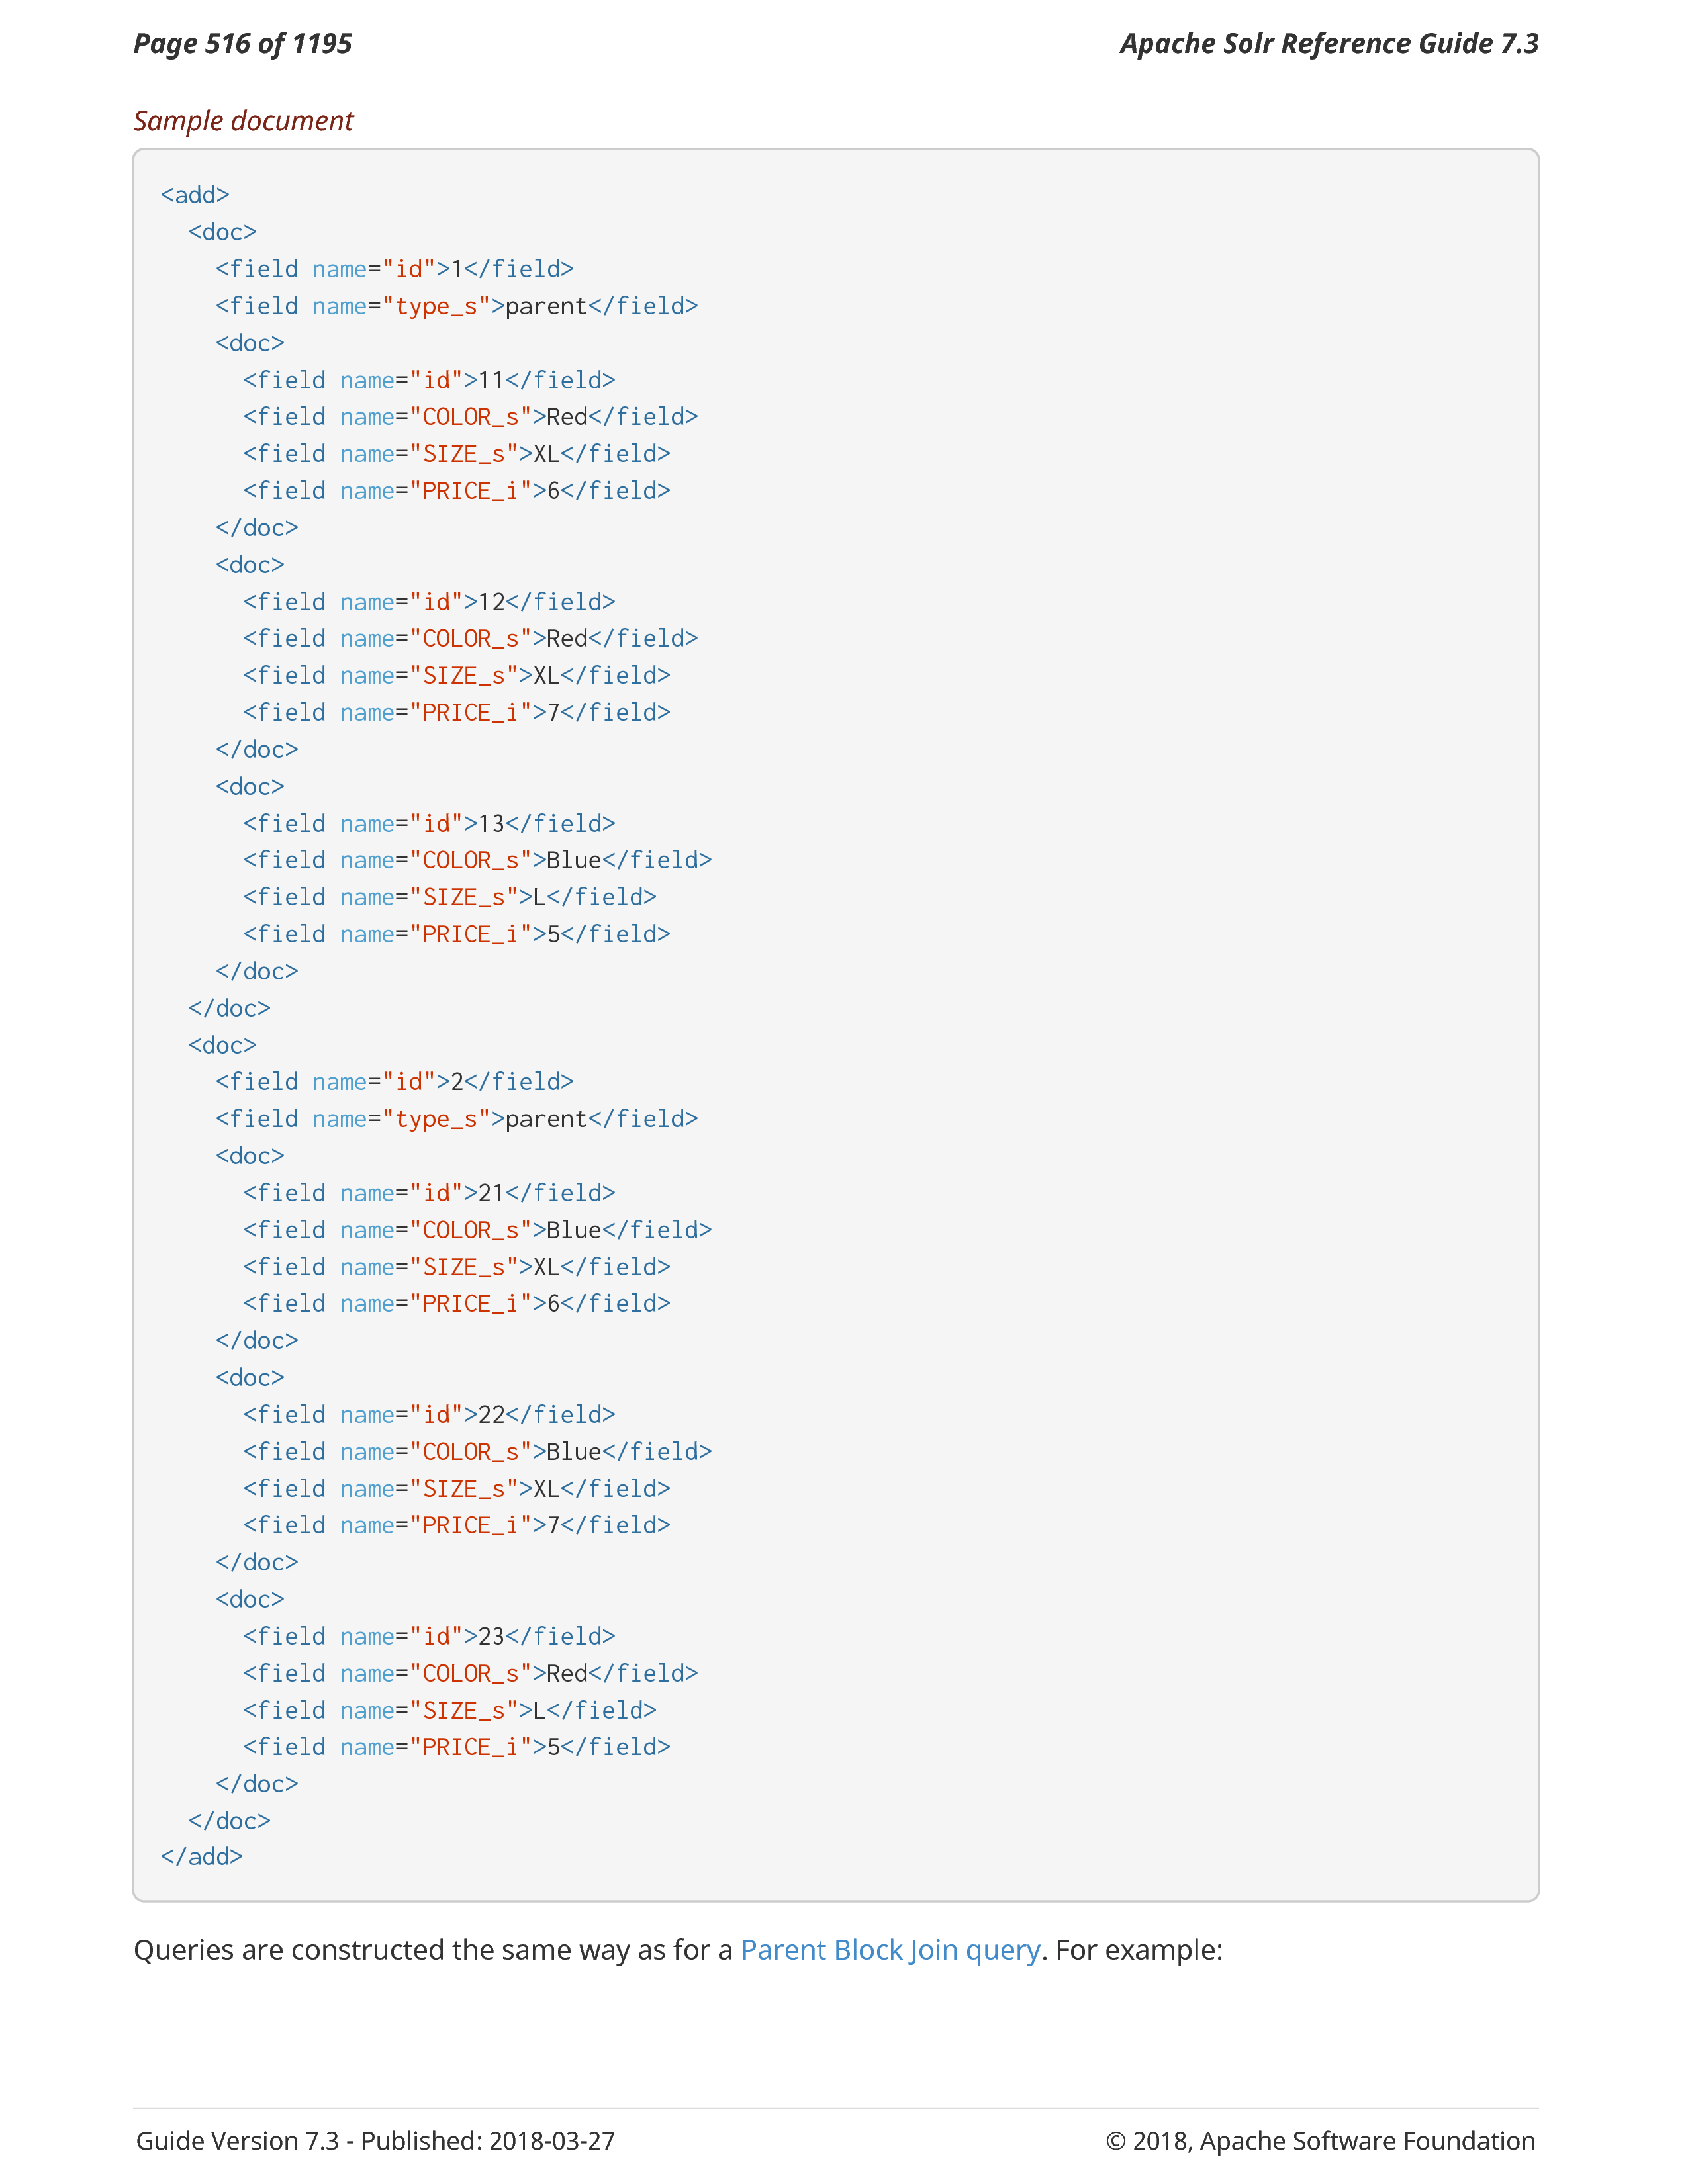 Page 516 of 1195
Apache Solr Reference Guide 7.3
Sample document
<add>
  <doc>
    <field name="id">1</field>
    <field name="type_s">parent</field>
    <doc>
      <field name="id">11</field>
      <field name="COLOR_s">Red</field>
      <field name="SIZE_s">XL</field>
      <field name="PRICE_i">6</field>
    </doc>
    <doc>
      <field name="id">12</field>
      <field name="COLOR_s">Red</field>
      <field name="SIZE_s">XL</field>
      <field name="PRICE_i">7</field>
    </doc>
    <doc>
      <field name="id">13</field>
      <field name="COLOR_s">Blue</field>
      <field name="SIZE_s">L</field>
      <field name="PRICE_i">5</field>
    </doc>
  </doc>
  <doc>
    <field name="id">2</field>
    <field name="type_s">parent</field>
    <doc>
      <field name="id">21</field>
      <field name="COLOR_s">Blue</field>
      <field name="SIZE_s">XL</field>
      <field name="PRICE_i">6</field>
    </doc>
    <doc>
      <field name="id">22</field>
      <field name="COLOR_s">Blue</field>
      <field name="SIZE_s">XL</field>
      <field name="PRICE_i">7</field>
    </doc>
    <doc>
      <field name="id">23</field>
      <field name="COLOR_s">Red</field>
      <field name="SIZE_s">L</field>
      <field name="PRICE_i">5</field>
    </doc>
  </doc>
</add>
Queries are constructed the same way as for a Parent Block Join query. For example:
Guide Version 7.3 - Published: 2018-03-27
© 2018, Apache Software Foundation